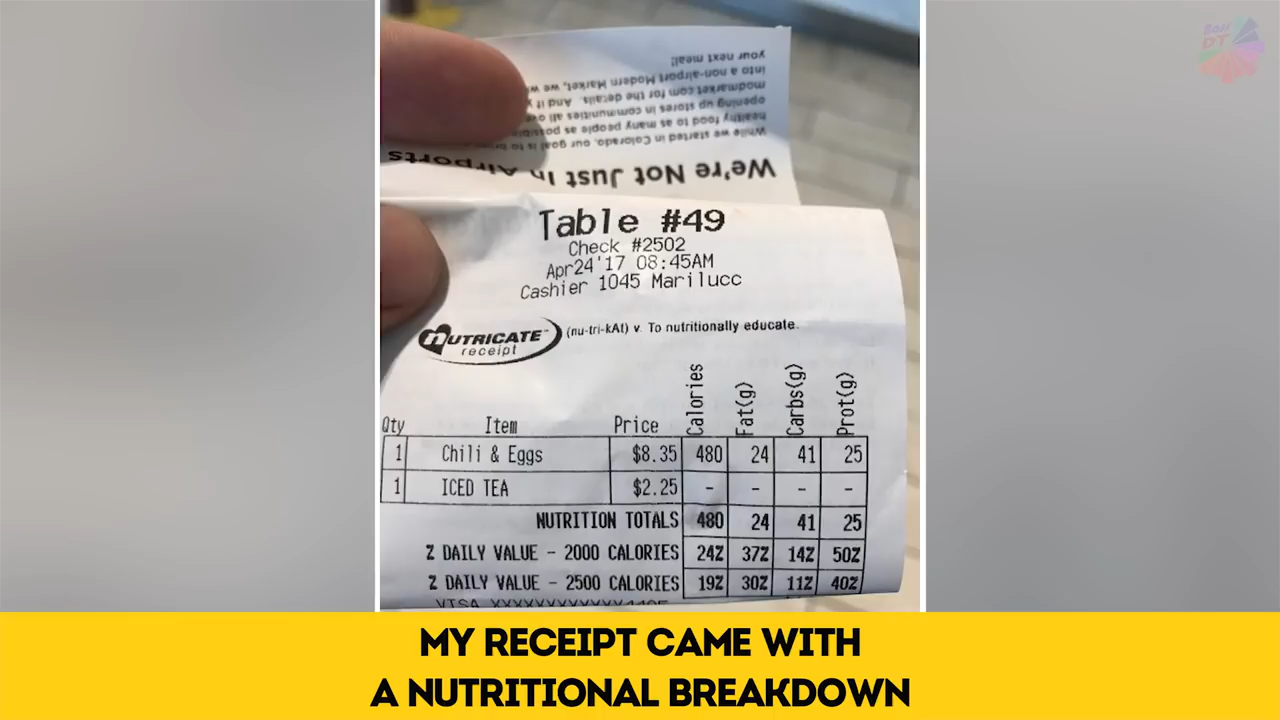 your next meal!
into a non-airport Modern Market, we
modmarket.com for the details. And if
opening up stores in communities all
healthy food to as many people as
While we started in Colorado, our goal is to
We're Not Just In Airports
Table #49
Check #2502
Apr24'17 08:45AM
Cashier 1045 Marilucc
NUTRICATE™ (nu-tri-kAt) v. To nutritionally educate.
receipt
Qty Item Price Calories Fat(g) Carbs(g) Prot(g)
1 Chili & Eggs $8.35 480 24 41 25
1 ICED TEA $2.25 - - - -
NUTRITION TOTALS 480 24 41 25
% DAILY VALUE - 2000 CALORIES 24% 37% 14% 50%
% DAILY VALUE - 2500 CALORIES 19% 30% 11% 40%
VISA
MY RECEIPT CAME WITH
A NUTRITIONAL BREAKDOWN